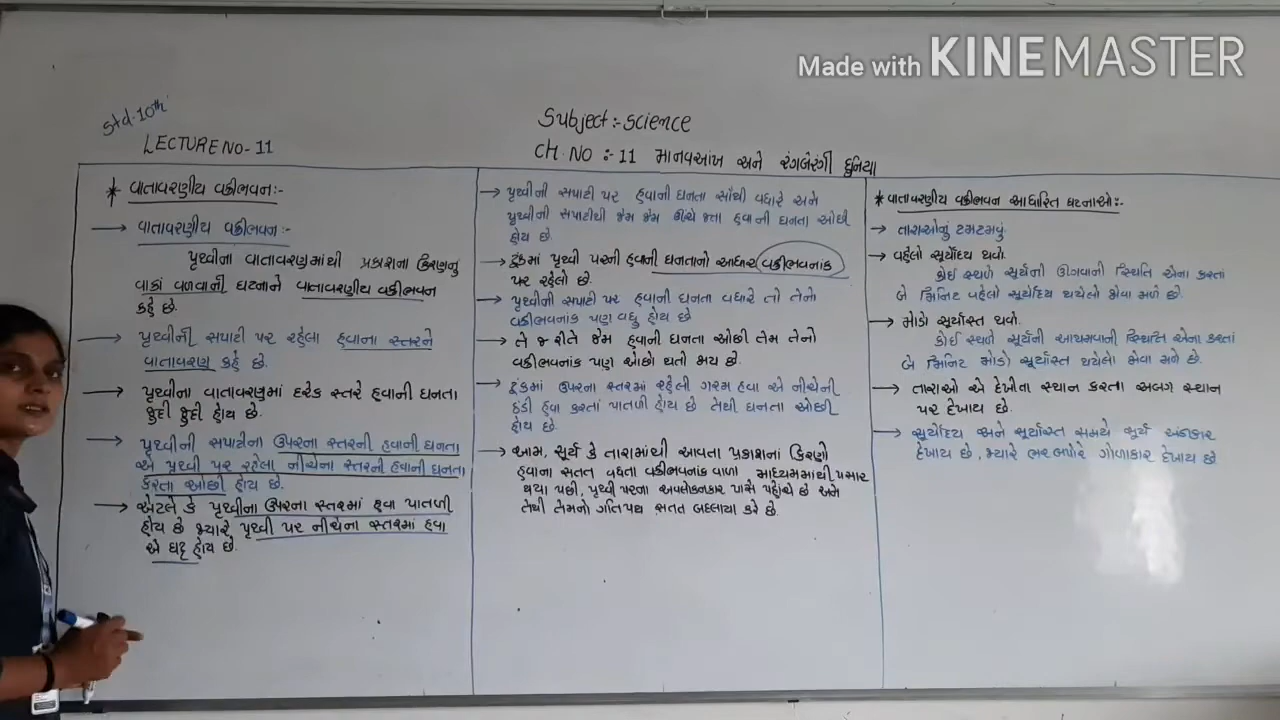 Made with KINEMASTER
Std. 10th
Subject:- Science
LECTURE NO - 11
CH. NO :- 11 માનવઆંખ અને રંગબેરંગી દુનિયા
* વાતાવરણીય વક્રીભવન:-
→ વાતાવરણીય વક્રીભવન:-
પૃથ્વીના વાતાવરણમાંથી પ્રકાશના કિરણનુ
વાંકા વળવાની ઘટનાને વાતાવરણીય વક્રીભવન
કહે છે.
→ પૃથ્વીની સપાટી પર રહેલા હવાના સ્તરને
વાતાવરણ કહે છે.
→ પૃથ્વીના વાતાવરણમાં દરેક સ્તરે હવાની ઘનતા
જુદી જુદી હોય છે.
→ પૃથ્વીની સપાટીના ઉપરના સ્તરની હવાની ઘનતા
એ પૃથ્વી પર રહેલા નીચેના સ્તરની હવાની ઘનતા
કરતા ઓછી હોય છે.
→ એટલે કે પૃથ્વીના ઉપરના સ્તરમાં હવા પાતળી
હોય છે જ્યારે પૃથ્વી પર નીચેના સ્તરમાં હવા
એ ઘટ્ટ હોય છે.
→ પૃથ્વીની સપાટી પર હવાની ઘનતા સૌથી વધારે અને
પૃથ્વીની સપાટીથી જેમ જેમ ઊંચે જતા હવાની ઘનતા ઓછી
હોય છે.
→ ટૂંકમાં પૃથ્વી પરની હવાની ઘનતાનો આધાર વક્રીભવનાંક
પર રહેલો છે.
→ પૃથ્વીની સપાટી પર હવાની ઘનતા વધારે તો તેનો
વક્રીભવનાંક પણ વધુ હોય છે
→ તે જ રીતે જેમ હવાની ઘનતા ઓછી તેમ તેનો
વક્રીભવનાંક પણ ઓછો થતો જાય છે.
→ ટૂંકમાં ઉપરના સ્તરમાં રહેલી ગરમ હવા એ નીચેની
ઠંડી હવા કરતાં પાતળી હોય છે તેથી ઘનતા ઓછી
હોય છે.
→ આમ, સૂર્ય કે તારામાંથી આવતા પ્રકાશનાં કિરણો
હવાના સતત વધતા વક્રીભવનાંક વાળા માધ્યમમાંથી પસાર
થયા પછી, પૃથ્વી પરના અવલોકનકાર પાસે પહોંચે છે અને
તેથી તેમનો ગતિપથ સતત બદલાયા કરે છે.
* વાતાવરણીય વક્રીભવન આધારિત ઘટનાઓ:-
→ તારાઓનું ટમટમવું.
→ વહેલો સૂર્યોદય થવો.
કોઈ સ્થળે સૂર્યની ઊગવાની સ્થિતિ એના કરતાં
બે મિનિટ વહેલો સૂર્યોદય થયેલો જોવા મળે છે.
→ મોડો સૂર્યાસ્ત થવો.
કોઈ સ્થળે સૂર્યની આથમવાની સ્થિતિ એના કરતાં
બે મિનિટ મોડો સૂર્યાસ્ત થયેલો જોવા મળે છે.
→ તારાઓ એ દેખીતા સ્થાન કરતા અલગ સ્થાન
પર દેખાય છે.
→ સૂર્યોદય અને સૂર્યાસ્ત સમયે સૂર્ય અંડાકાર
દેખાય છે, જ્યારે ભરબપોરે ગોળાકાર દેખાય છે